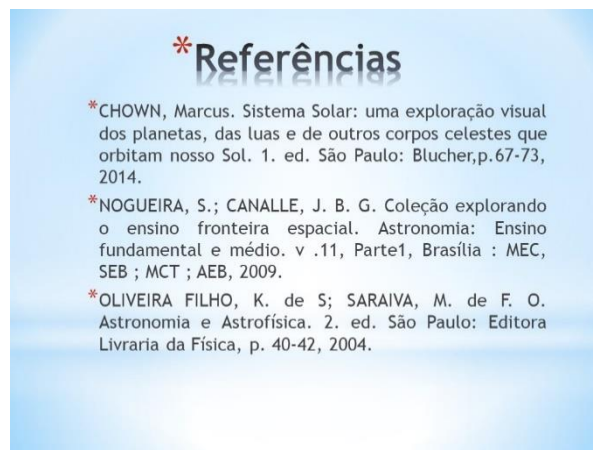 *Referências
*CHOWN, Marcus. Sistema Solar: uma exploração visual
dos planetas, das luas e de outros corpos celestes que
orbitam nosso Sol. 1. ed. São Paulo: Blucher,p.67-73,
2014.
*NOGUEIRA, S.; CANALLE, J. B. G. Coleção explorando
o ensino fronteira espacial. Astronomia: Ensino
fundamental e médio. v .11, Parte1, Brasília : MEC,
SEB ; MCT ; AEB, 2009.
*OLIVEIRA FILHO, K. de S; SARAIVA, M. de F. O.
Astronomia e Astrofísica. 2. ed. São Paulo: Editora
Livraria da Física, p. 40-42, 2004.